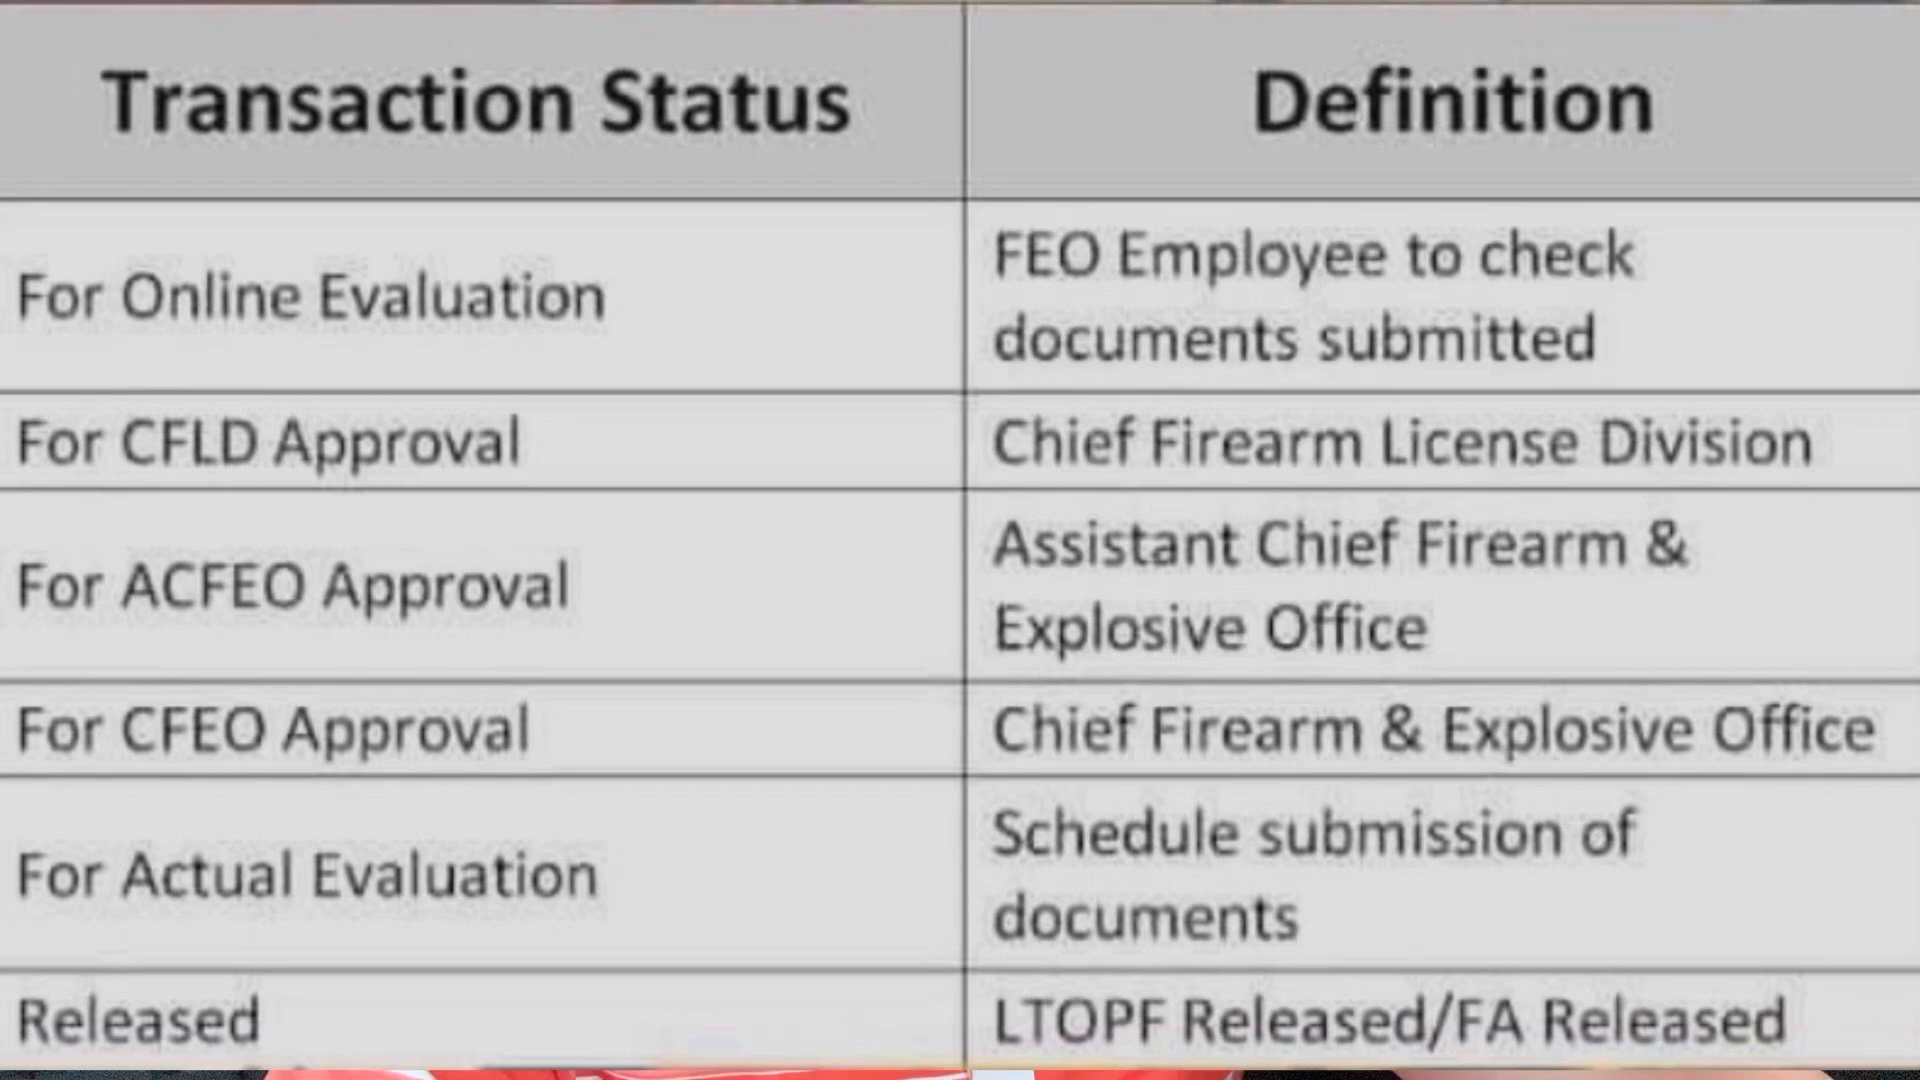 Transaction Status
Definition
For Online Evaluation
FEO Employee to check
documents submitted
For CFLD Approval
Chief Firearm License Division
For ACFEO Approval
Assistant Chief Firearm &
Explosive Office
For CFEO Approval
Chief Firearm & Explosive Office
For Actual Evaluation
Schedule submission of
documents
Released
LTOPF Released/FA Released